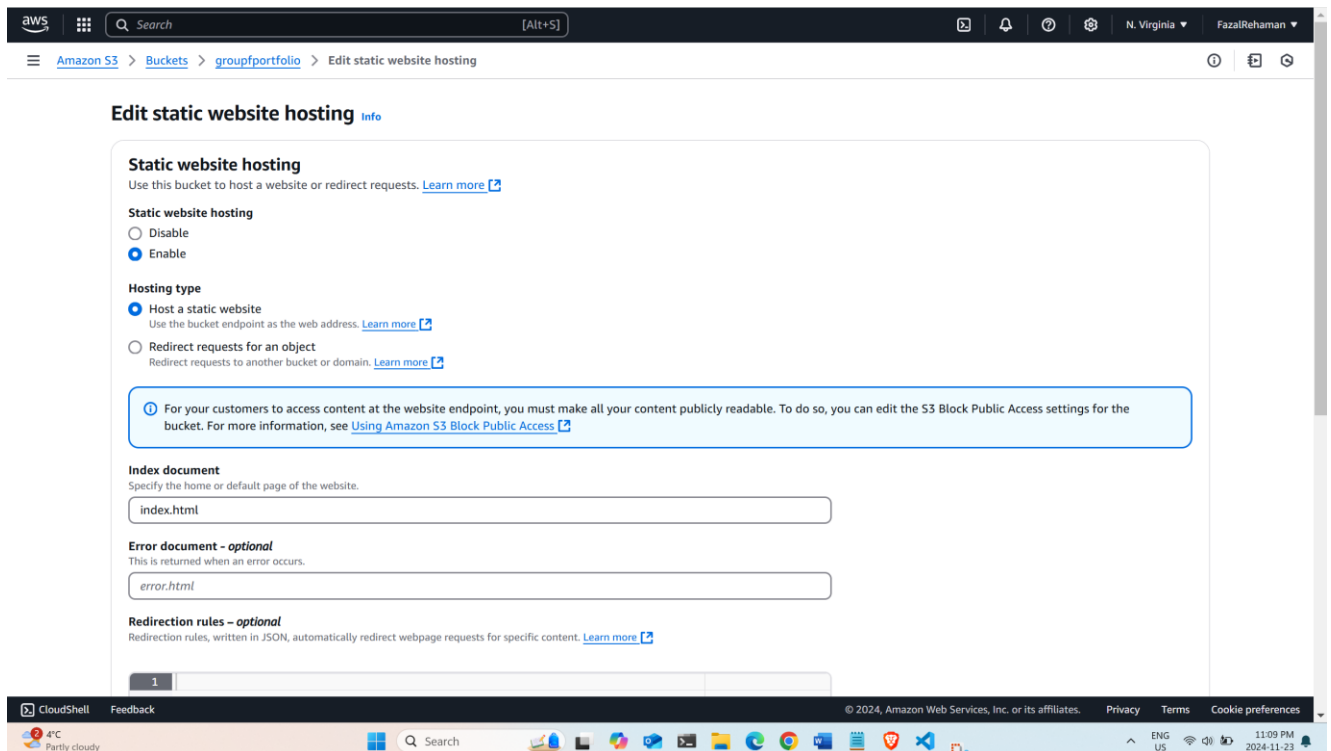 aws Search [Alt+S] N. Virginia FazalRehaman
Amazon S3 > Buckets > groupfportfolio > Edit static website hosting
Edit static website hosting Info
Static website hosting
Use this bucket to host a website or redirect requests. Learn more
Static website hosting
Disable
Enable
Hosting type
Host a static website
Use the bucket endpoint as the web address. Learn more
Redirect requests for an object
Redirect requests to another bucket or domain. Learn more
For your customers to access content at the website endpoint, you must make all your content publicly readable. To do so, you can edit the S3 Block Public Access settings for the
bucket. For more information, see Using Amazon S3 Block Public Access
Index document
Specify the home or default page of the website.
index.html
Error document - optional
This is returned when an error occurs.
error.html
Redirection rules – optional
Redirection rules, written in JSON, automatically redirect webpage requests for specific content. Learn more
1
CloudShell Feedback © 2024, Amazon Web Services, Inc. or its affiliates. Privacy Terms Cookie preferences
2 4°C Search ENG 11:09 PM
Partly cloudy US 2024-11-23